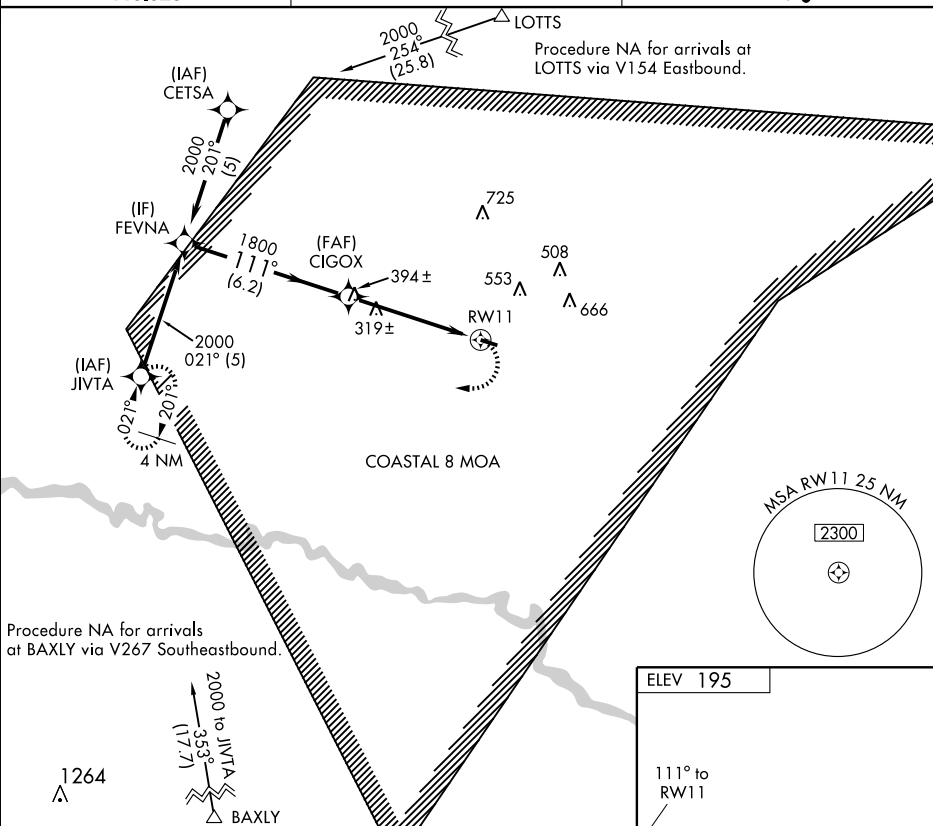 LOTTS
2000
254°
(25.8)
Procedure NA for arrivals at
LOTTS via V154 Eastbound.
(IAF)
CETSA
2000
201°
(5)
(IF)
FEVNA
1800
111°
(6.2)
(FAF)
CIGOX
394±
319±
725
508
553
666
RW11
2000
021° (5)
(IAF)
JIVTA
021°
201°
4 NM
COASTAL 8 MOA
MSA RW11 25 NM
2300
Procedure NA for arrivals
at BAXLY via V267 Southeastbound.
2000 to JIVTA
353°
(17.7)
1264
BAXLY
ELEV 195
111° to
RW11